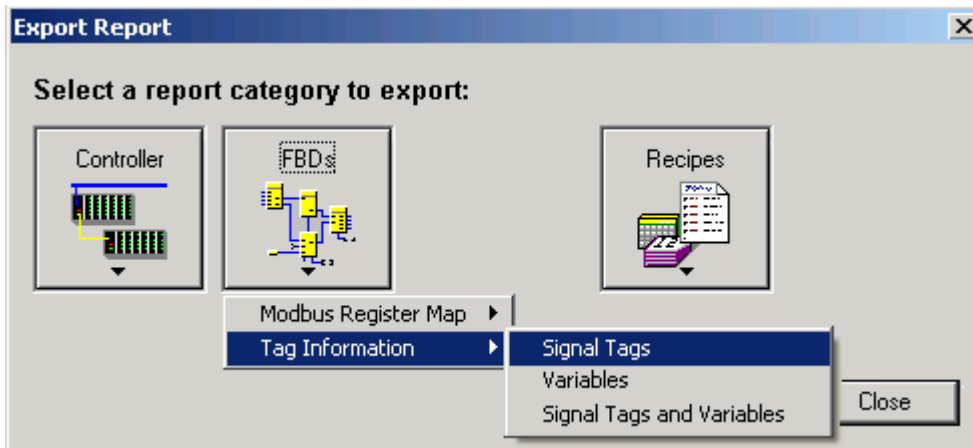 Export Report
Select a report category to export:
Controller
FBDs
Recipes
Modbus Register Map
Tag Information
Signal Tags
Variables
Signal Tags and Variables
Close